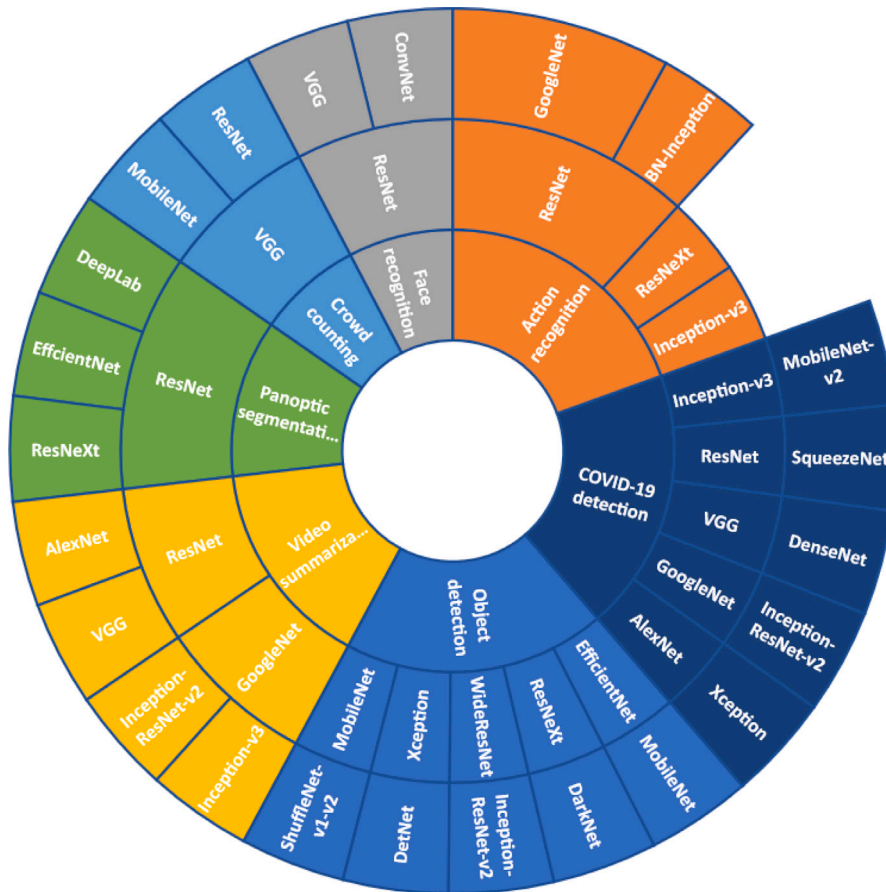 GoogleNet
BN-Inception
ResNet
ResNeXt
Inception-v3
Action
recognition
COVID-19
detection
Inception-v3
MobileNet-
v2
ResNet
SqueezeNet
VGG
DenseNet
GoogleNet
Inception-
ResNet-v2
AlexNet
Xception
Object
detection
EfficientNet
MobileNet
ResNeXt
DarkNet
WideResNet
Inception-
ResNet-v2
Xception
DetNet
MobileNet
ShuffleNet-
v1-v2
Video
summariza...
GoogleNet
Inception-v3
Inception-
ResNet-v2
ResNet
VGG
AlexNet
Panoptic
segmentati...
ResNet
ResNeXt
EffcientNet
DeepLab
Crowd
counting
VGG
MobileNet
ResNet
Face
recognition
ResNet
VGG
ConvNet